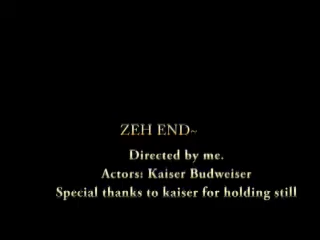 ZEH END~
Directed by me.
Actors: Kaiser Budweiser
Special thanks to kaiser for holding still